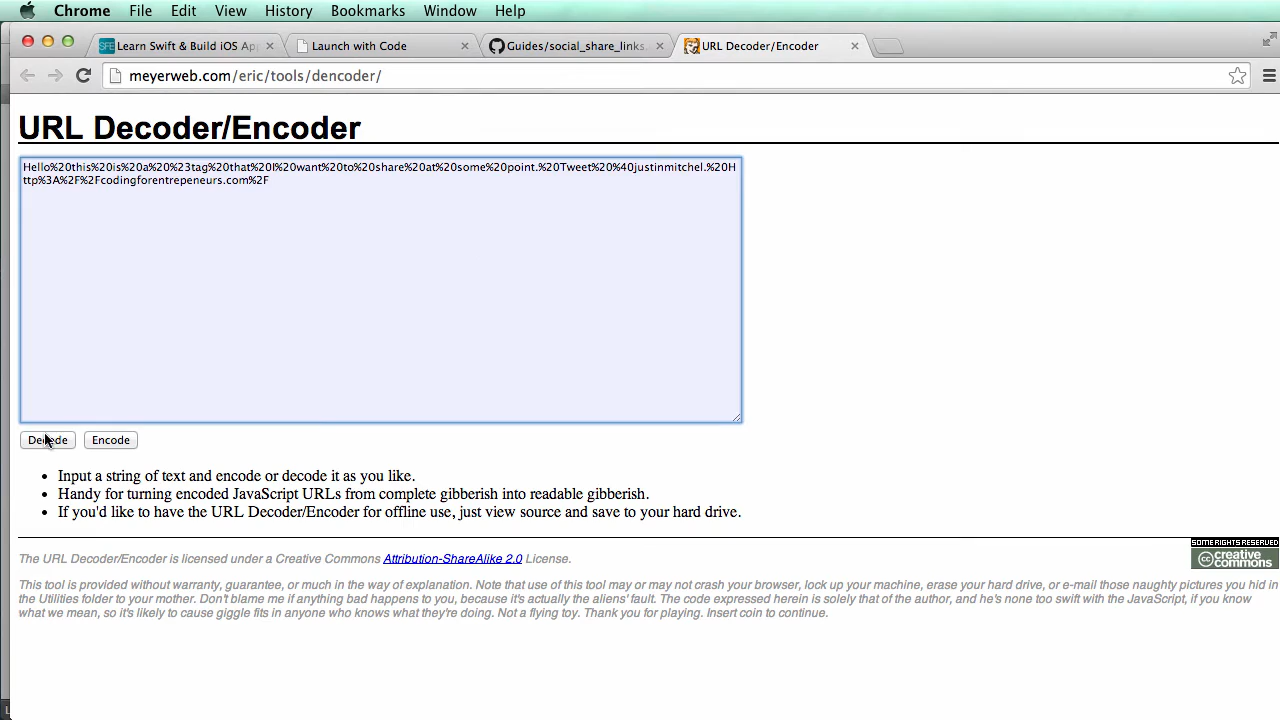 Chrome File Edit View History Bookmarks Window Help
Learn Swift & Build iOS Ap
Launch with Code
Guides/social_share_links.
URL Decoder/Encoder
meyerweb.com/eric/tools/dencoder/
URL Decoder/Encoder
Hello%20this%20is%20a%20%23tag%20that%20I%20want%20to%20share%20at%20some%20point.%20Tweet%20%40justinmitchel.%20H
ttp%3A%2F%2Fcodingforentrepeneurs.com%2F
Decode Encode
Input a string of text and encode or decode it as you like.
Handy for turning encoded JavaScript URLs from complete gibberish into readable gibberish.
If you'd like to have the URL Decoder/Encoder for offline use, just view source and save to your hard drive.
The URL Decoder/Encoder is licensed under a Creative Commons Attribution-ShareAlike 2.0 License.
SOME RIGHTS RESERVED
cc creative commons
This tool is provided without warranty, guarantee, or much in the way of explanation. Note that use of this tool may or may not crash your browser, lock up your machine, erase your hard drive, or e-mail those naughty pictures you hid in
the Utilities folder to your mother. Don't blame me if anything bad happens to you, because it's actually the aliens' fault. The code expressed herein is solely that of the author, and he's none too swift with the JavaScript, if you know
what we mean, so it's likely to cause giggle fits in anyone who knows what they're doing. Not a flying toy. Thank you for playing. Insert coin to continue.